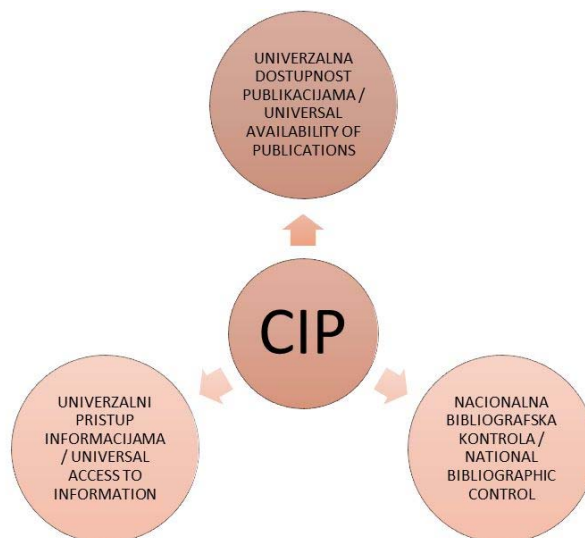 UNIVERZALNA
DOSTUPNOST
PUBLIKACIJAMA /
UNIVERSAL
AVAILABILITY OF
PUBLICATIONS
CIP
UNIVERZALNI
PRISTUP
INFORMACIJAMA
/ UNIVERSAL
ACCESS TO
INFORMATION
NACIONALNA
BIBLIOGRAFSKA
KONTROLA /
NATIONAL
BIBLIOGRAPHIC
CONTROL